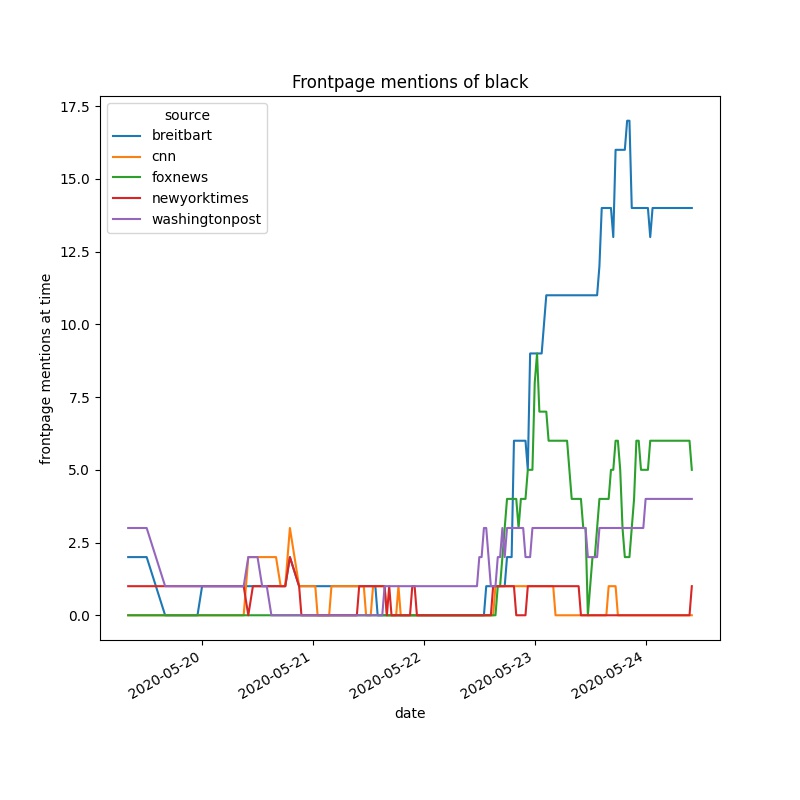 Frontpage mentions of black
source
breitbart
cnn
foxnews
newyorktimes
washingtonpost
17.5
15.0
12.5
10.0
7.5
5.0
2.5
0.0
frontpage mentions at time
2020-05-20
2020-05-21
2020-05-22
2020-05-23
2020-05-24
date